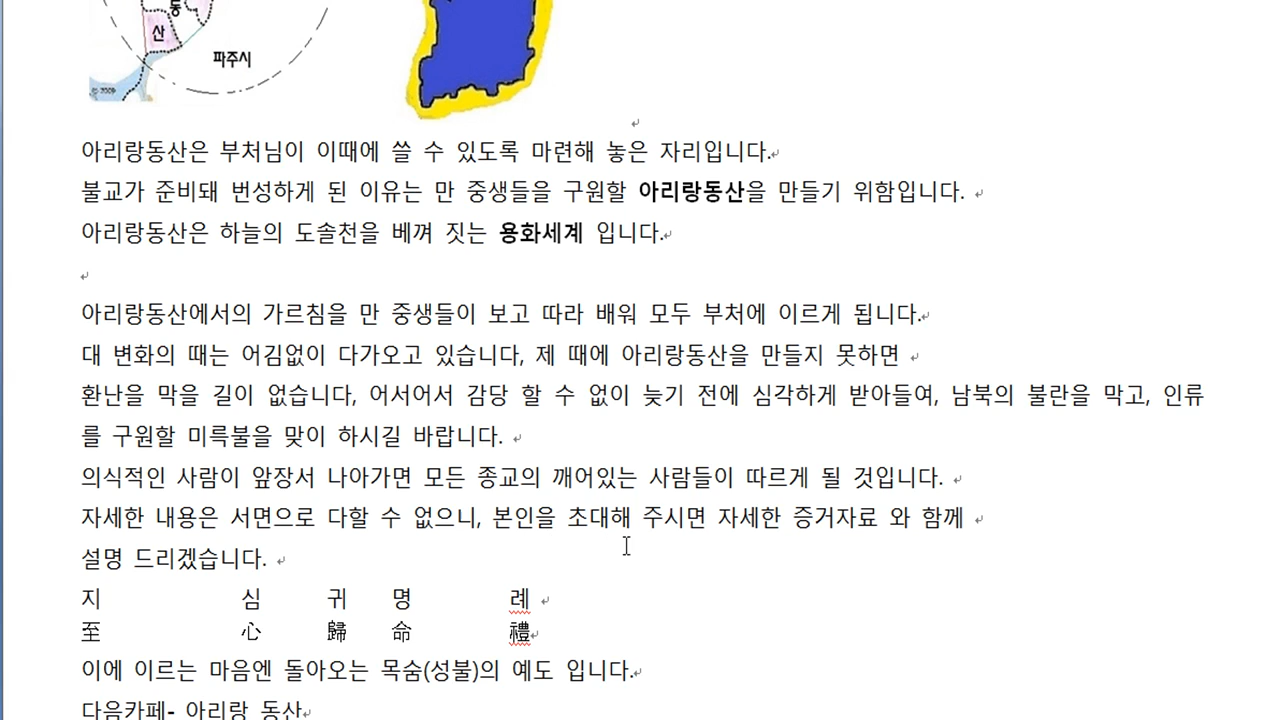 동
산
파주시
© 2009
아리랑동산은 부처님이 이때에 쓸 수 있도록 마련해 놓은 자리입니다.
불교가 준비돼 번성하게 된 이유는 만 중생들을 구원할 아리랑동산을 만들기 위함입니다.
아리랑동산은 하늘의 도솔천을 베껴 짓는 용화세계 입니다.
아리랑동산에서의 가르침을 만 중생들이 보고 따라 배워 모두 부처에 이르게 됩니다.
대 변화의 때는 어김없이 다가오고 있습니다, 제 때에 아리랑동산을 만들지 못하면
환난을 막을 길이 없습니다, 어서어서 감당 할 수 없이 늦기 전에 심각하게 받아들여, 남북의 불란을 막고, 인류
를 구원할 미륵불을 맞이 하시길 바랍니다.
의식적인 사람이 앞장서 나아가면 모든 종교의 깨어있는 사람들이 따르게 될 것입니다.
자세한 내용은 서면으로 다할 수 없으니, 본인을 초대해 주시면 자세한 증거자료 와 함께
설명 드리겠습니다.
지 심 귀 명 례
至 心 歸 命 禮
이에 이르는 마음엔 돌아오는 목숨(성불)의 예도 입니다.
다음카페- 아리랑 동산